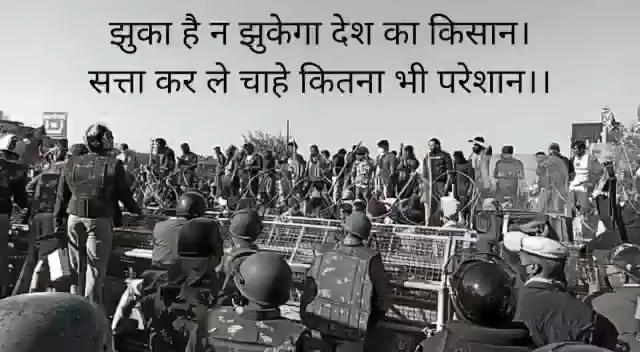 झुका है न झुकेगा देश का किसान।
सत्ता कर ले चाहे कितना भी परेशान।।